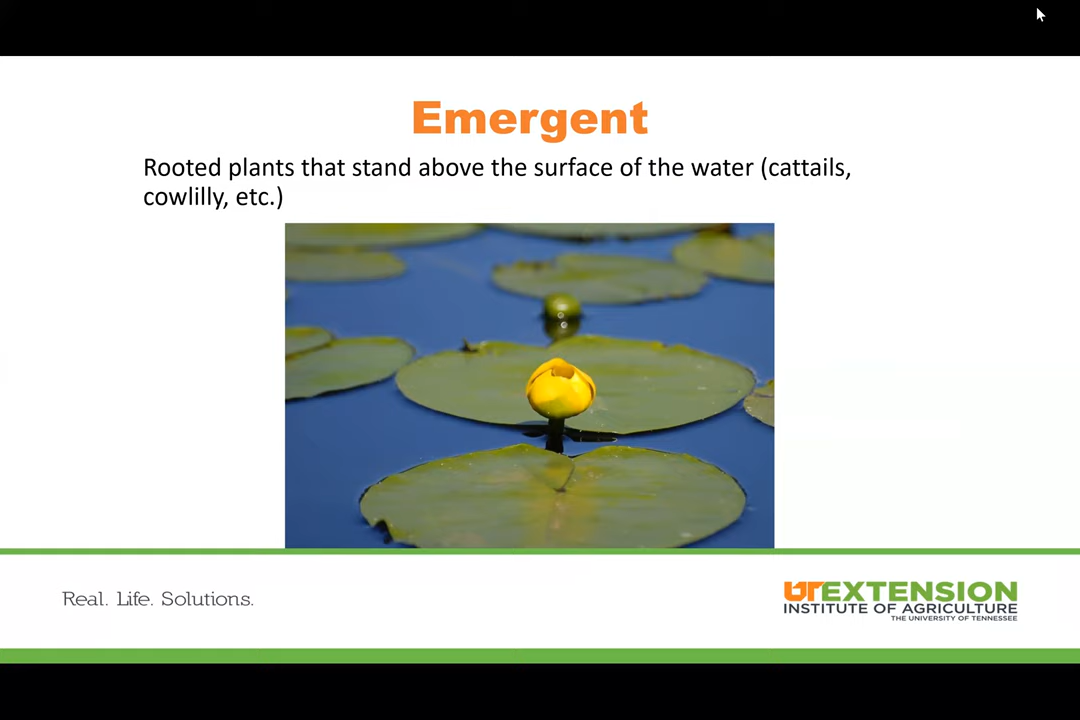 Emergent
Rooted plants that stand above the surface of the water (cattails,
cowlilly, etc.)
Real. Life. Solutions.
UTEXTENSION
INSTITUTE OF AGRICULTURE
THE UNIVERSITY OF TENNESSEE